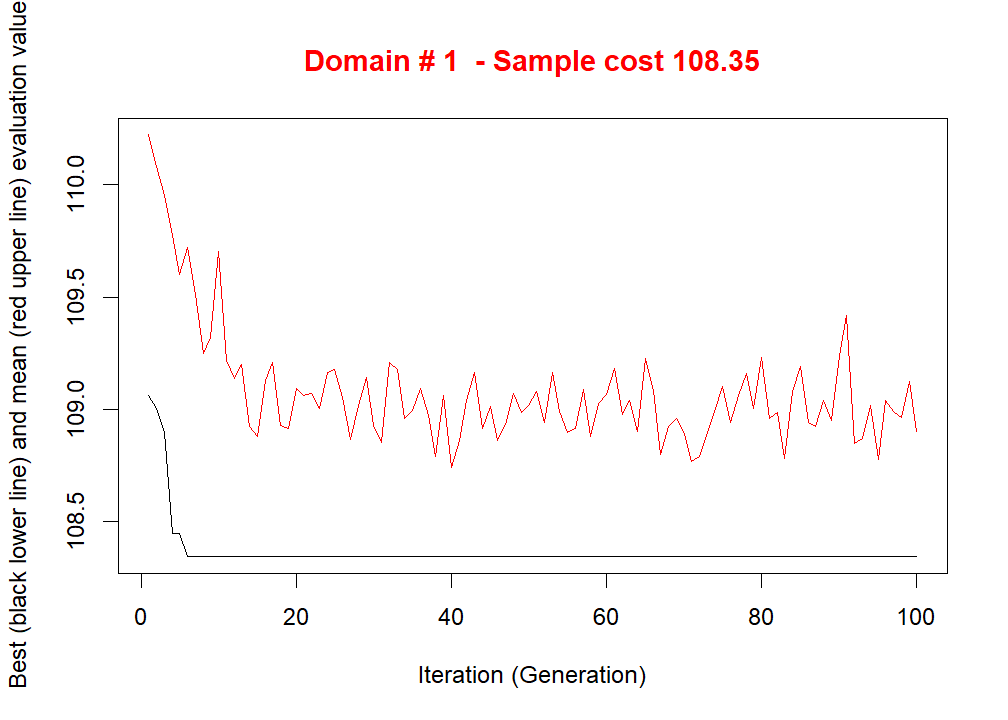 Domain # 1  - Sample cost 108.35
Best (black lower line) and mean (red upper line) evaluation value
110.0
109.5
109.0
108.5
0 20 40 60 80 100
Iteration (Generation)